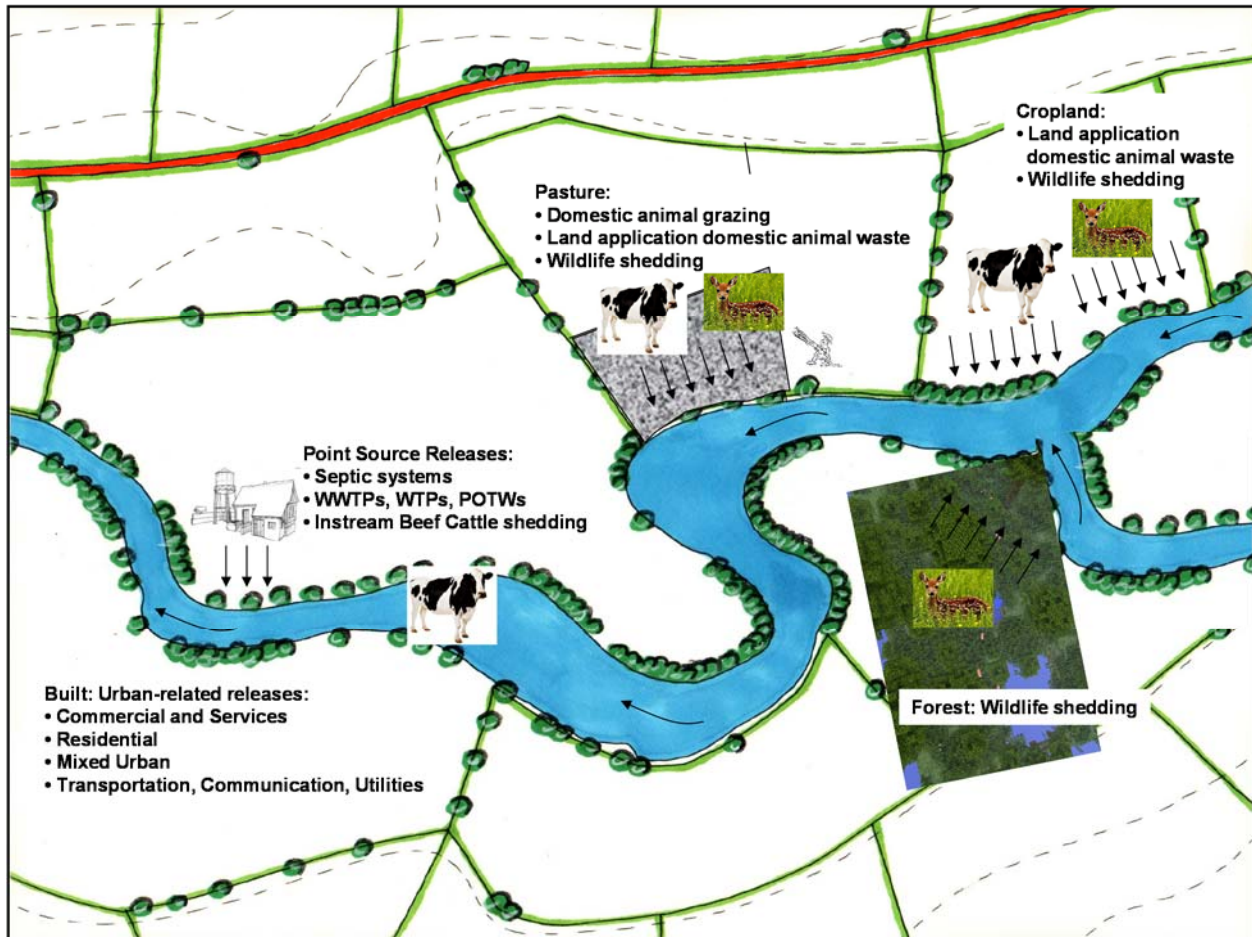 Cropland:
• Land application
domestic animal waste
• Wildlife shedding
Pasture:
• Domestic animal grazing
• Land application domestic animal waste
• Wildlife shedding
Point Source Releases:
• Septic systems
• WWTPs, WTPs, POTWs
• Instream Beef Cattle shedding
Built: Urban-related releases:
• Commercial and Services
• Residential
• Mixed Urban
• Transportation, Communication, Utilities
Forest: Wildlife shedding